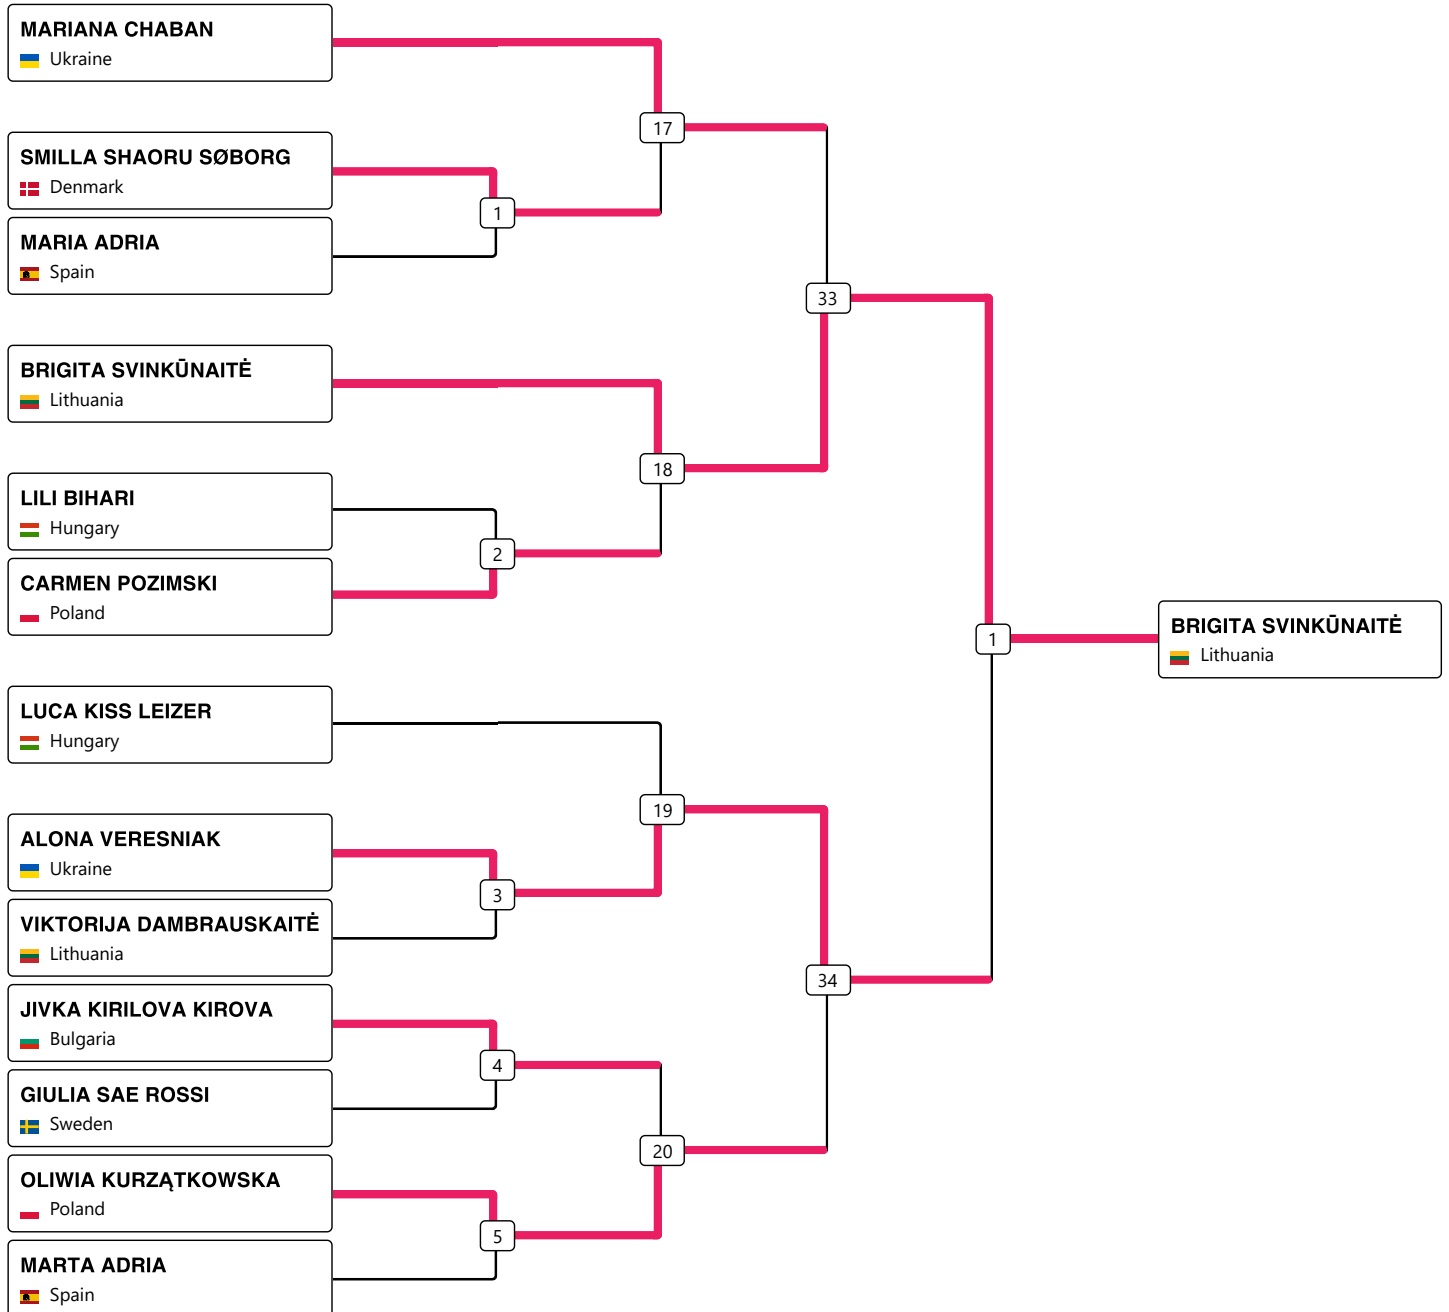 MARIANA CHABAN
Ukraine
17
SMILLA SHAORU SØBORG
Denmark
1
MARIA ADRIA
Spain
33
BRIGITA SVINKŪNAITĖ
Lithuania
18
LILI BIHARI
Hungary
2
CARMEN POZIMSKI
Poland
1
BRIGITA SVINKŪNAITĖ
Lithuania
LUCA KISS LEIZER
Hungary
19
ALONA VERESNIAK
Ukraine
3
VIKTORIJA DAMBRAUSKAITĖ
Lithuania
34
JIVKA KIRILOVA KIROVA
Bulgaria
4
GIULIA SAE ROSSI
Sweden
20
OLIWIA KURZĄTKOWSKA
Poland
5
MARTA ADRIA
Spain